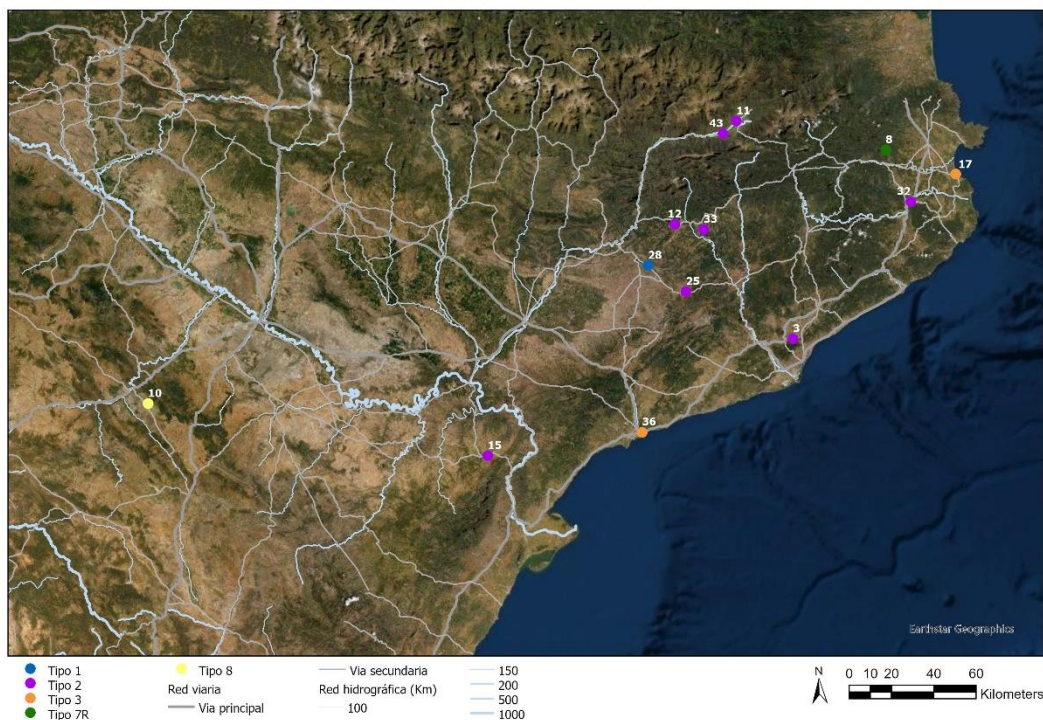 11
43
8
17
32
12
33
28
25
3
10
36
15
Earthstar Geographics
Tipo 1
Tipo 2
Tipo 3
Tipo 7R
Tipo 8
Red viaria
Via principal
Via secundaria
Red hidrográfica (Km)
100
150
200
500
1000
N
0 10 20 40 60
Kilometers